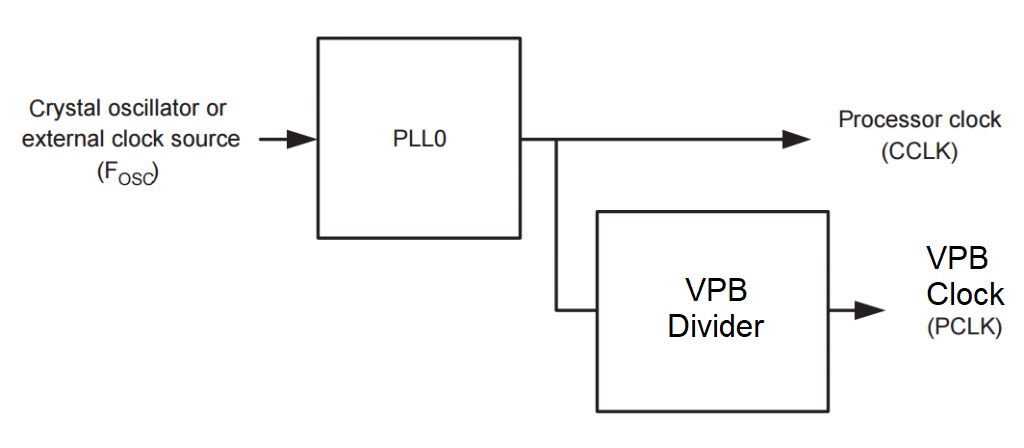 Crystal oscillator or
external clock source
(FOSC)
PLL0
Processor clock
(CCLK)
VPB
Divider
VPB
Clock
(PCLK)